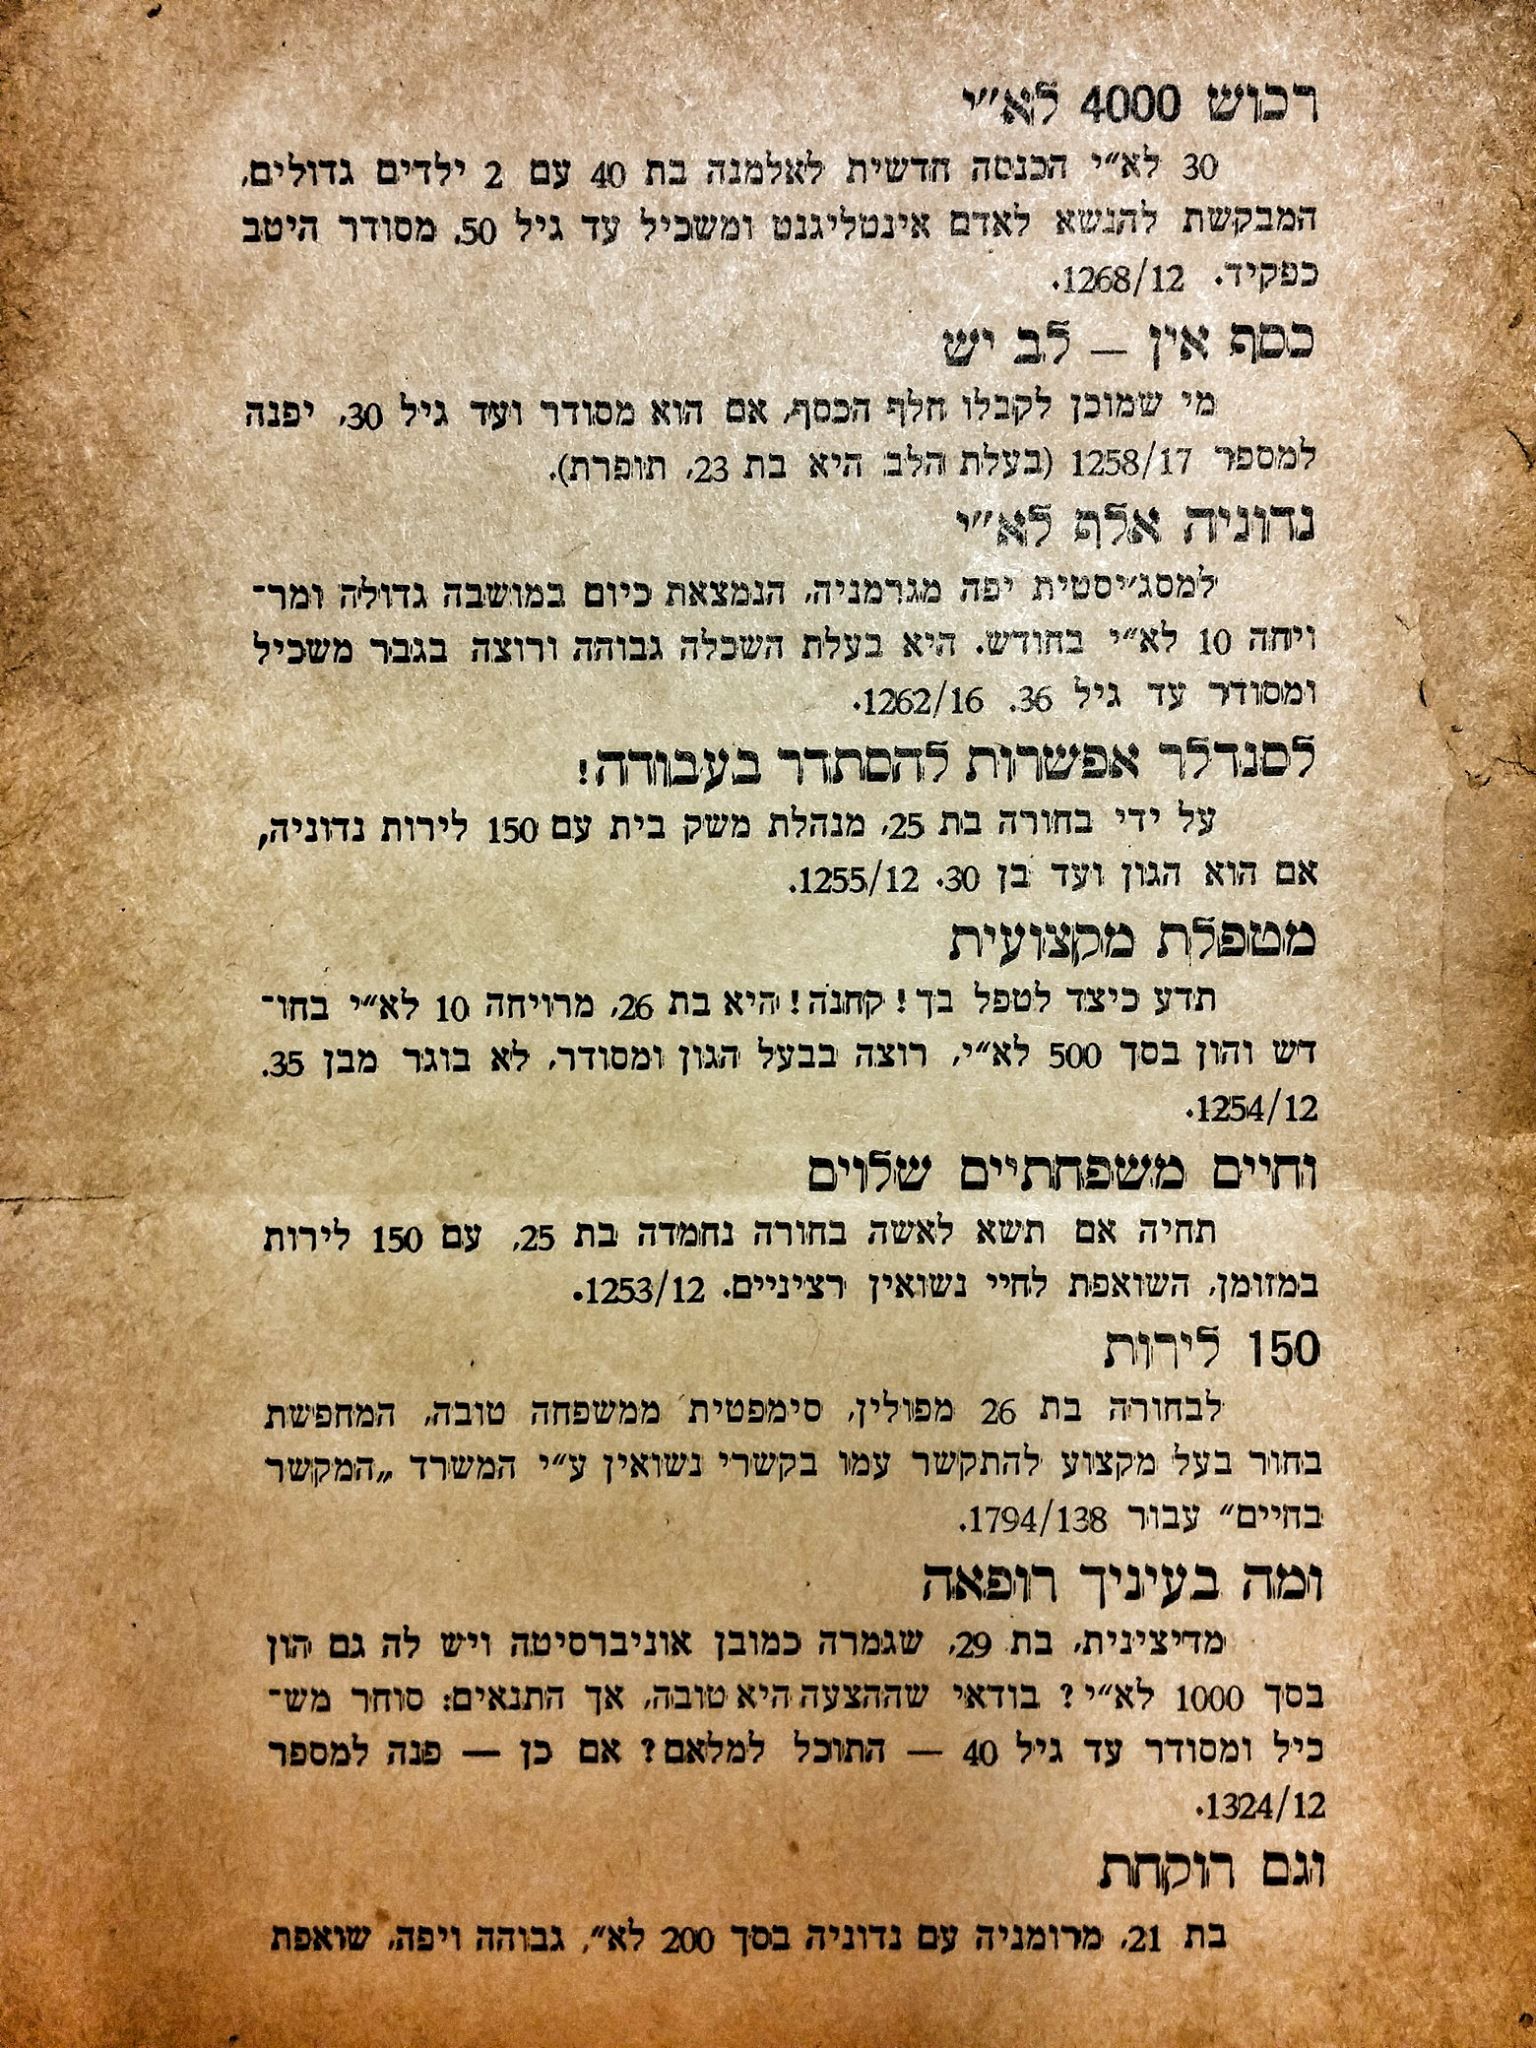 רכוש 4000 לא״י
30 לא״י הכנסה חדשית לאלמנה בת 40 עם 2 ילדים גדולים,
המבקשת להנשא לאדם אינטליגנט ומשכיל עד גיל 50, מסודר היטב
כפקיד. 1268/12.
כסף אין — לב יש
מי שמוכן לקבלו חלף הכסף, אם הוא מסודר ועד גיל 30, יפנה
למספר 1258/17 (בעלת הלב היא בת 23, תופרת).
נדוניה אלף לא״י
למסג׳יסטית יפה מגרמניה, הנמצאת כיום במושבה גדולה ומר־
ויחה 10 לא״י בחודש. היא בעלת השכלה גבוהה ורוצה בגבר משכיל
ומסודר עד גיל 36. 1262/16.
לסנדלר אפשרות להסתדר בעבודה!
על ידי בחורה בת 25, מנהלת משק בית עם 150 לירות נדוניה,
אם הוא הגון ועד בן 30. 1255/12.
מטפלת מקצועית
תדע כיצד לטפל בך! קחנה! היא בת 26, מרויחה 10 לא״י בחו־
דש והון בסך 500 לא״י, רוצה בבעל הגון ומסודר, לא בוגר מבן 35.
1254/12.
וחיים משפחתיים שלוים
תחיה אם תשא לאשה בחורה נחמדה בת 25, עם 150 לירות
במזומן, השואפת לחיי נשואין רציניים. 1253/12.
150 לירות
לבחורה בת 26 מפולין, סימפטית ממשפחה טובה, המחפשת
בחור בעל מקצוע להתקשר עמו בקשרי נשואין ע״י המשרד „המקשר
בחיים״ עבור 1794/138.
ומה בעיניך רופאה
מדיצינית, בת 29, שגמרה כמובן אוניברסיטה ויש לה גם הון
בסך 1000 לא״י? בודאי שההצעה היא טובה, אך התנאים: סוחר מש־
כיל ומסודר עד גיל 40 — התוכל למלאם? אם כן — פנה למספר
1324/12.
וגם רוקחת
בת 21, מרומניה עם נדוניה בסך 200 לא״, גבוהה ויפה, שואפת